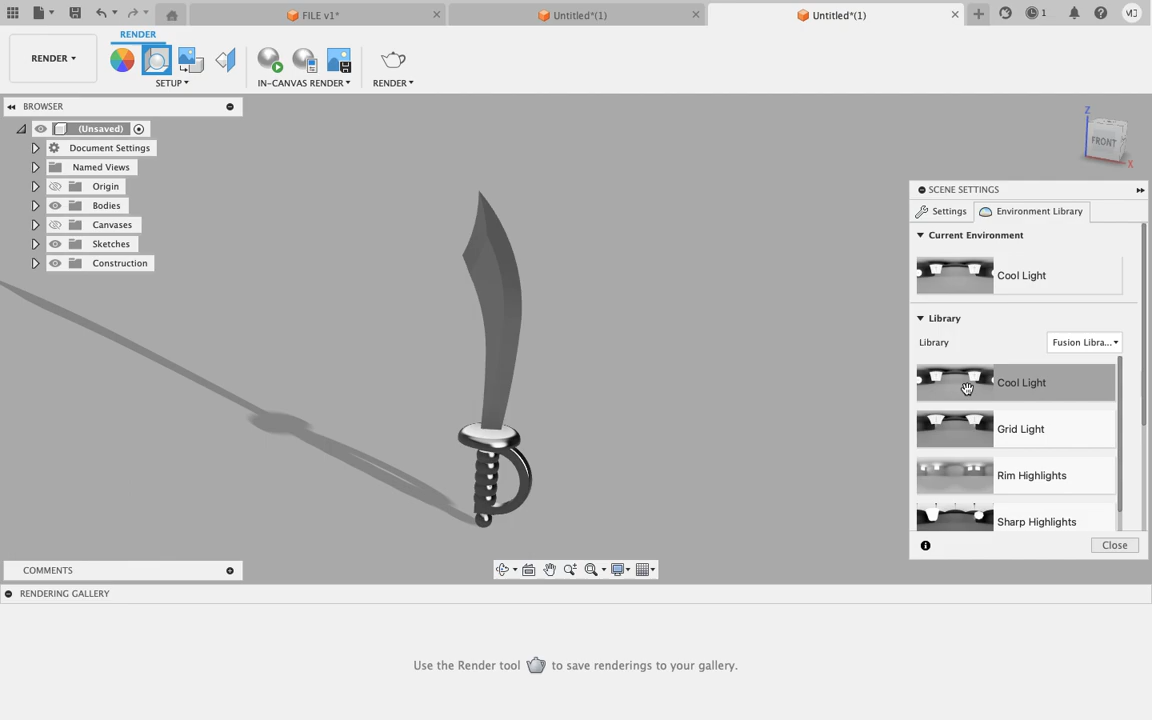 FILE v1*
Untitled*(1)
Untitled*(1)
1
MJ
RENDER
RENDER
SETUP
IN-CANVAS RENDER
RENDER
BROWSER
(Unsaved)
Document Settings
Named Views
Origin
Bodies
Canvases
Sketches
Construction
Z
FRONT
X
SCENE SETTINGS
Settings
Environment Library
Current Environment
Cool Light
Library
Library
Fusion Libra...
Cool Light
Grid Light
Rim Highlights
Sharp Highlights
Close
COMMENTS
RENDERING GALLERY
Use the Render tool to save renderings to your gallery.